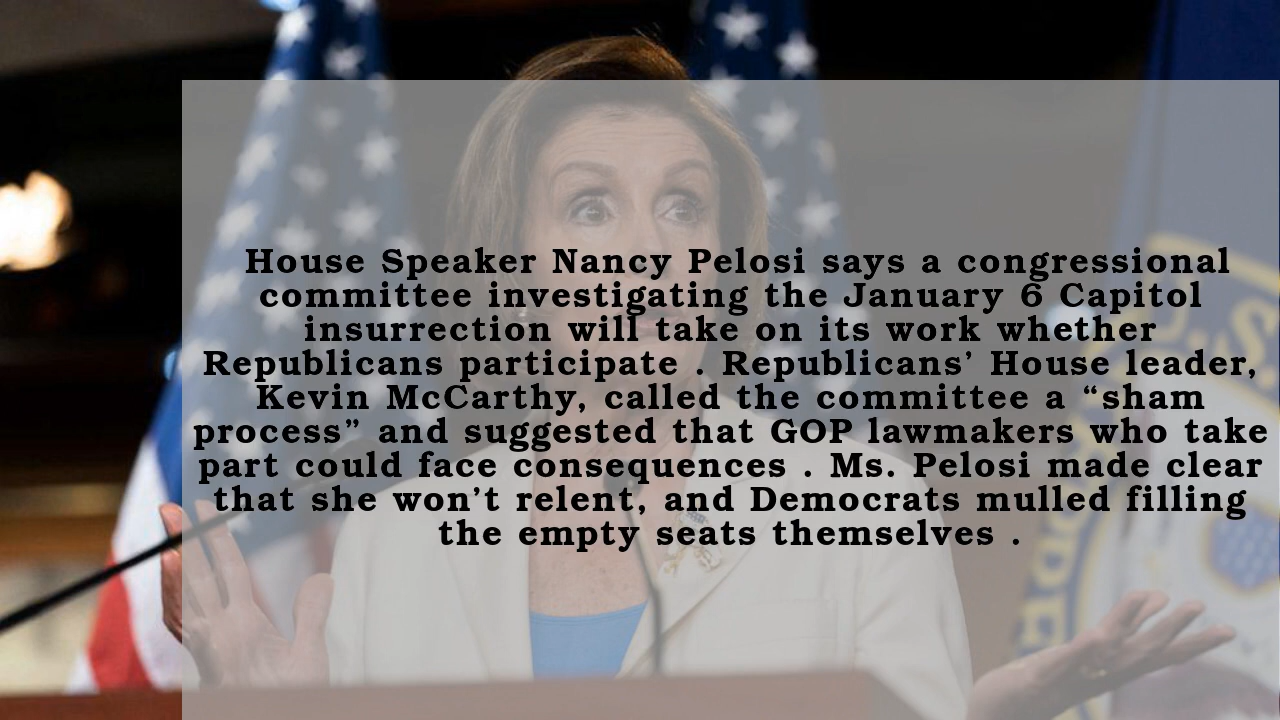 House Speaker Nancy Pelosi says a congressional
committee investigating the January 6 Capitol
insurrection will take on its work whether
Republicans participate . Republicans’ House leader,
Kevin McCarthy, called the committee a “sham
process” and suggested that GOP lawmakers who take
part could face consequences . Ms. Pelosi made clear
that she won’t relent, and Democrats mulled filling
the empty seats themselves .